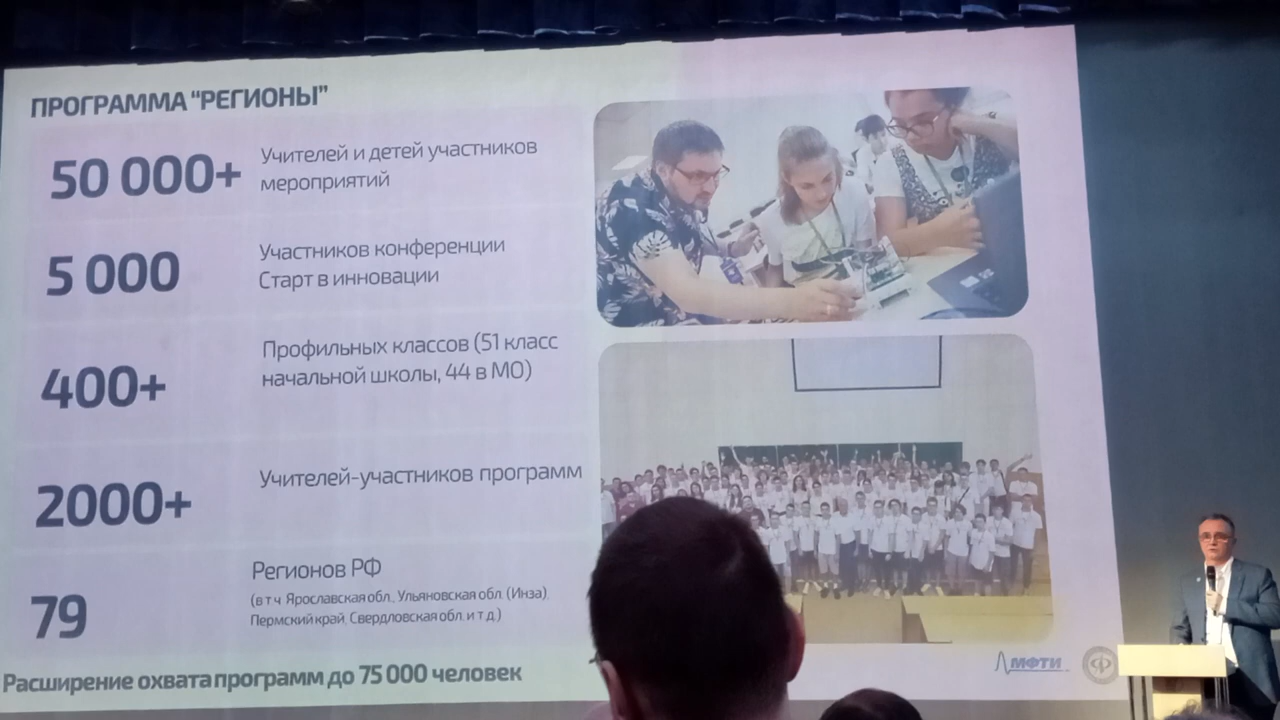 ПРОГРАММА “РЕГИОНЫ”
50 000+
Учителей и детей участников
мероприятий
5 000
Участников конференции
Старт в инновации
400+
Профильных классов (51 класс
начальной школы, 44 в МО)
2000+
Учителей-участников программ
79
Регионов РФ
(в т.ч. Ярославская обл., Ульяновская обл. (Инза),
Пермский край, Свердловская обл. и т.д.)
Расширение охвата программ до 75 000 человек
МФТИ